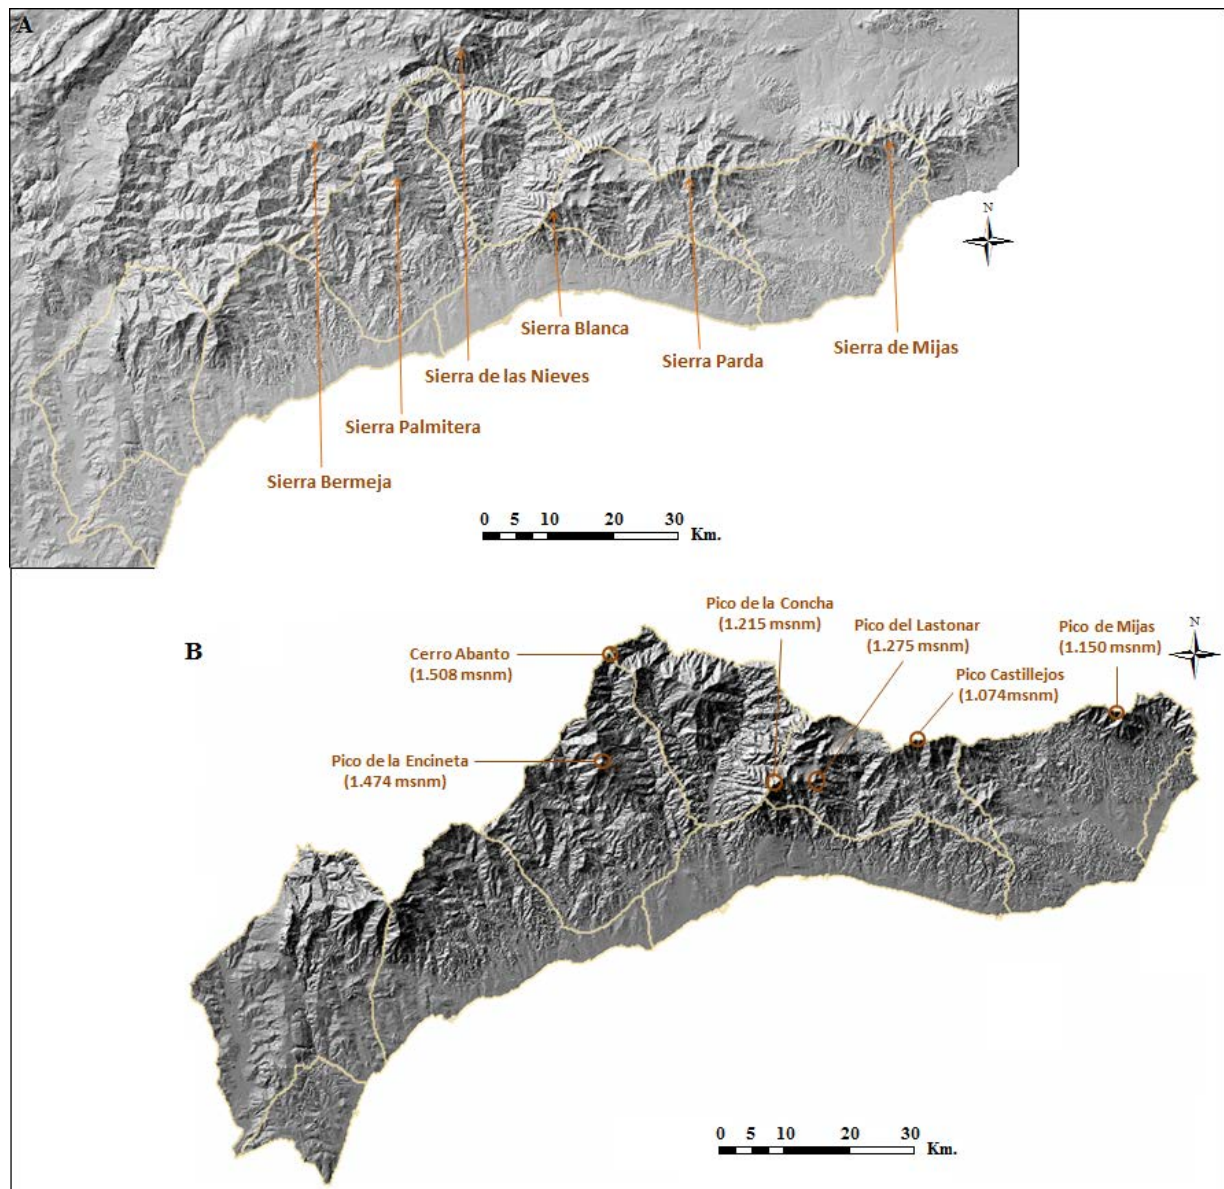 A
N
Sierra Blanca
Sierra de Mijas
Sierra Parda
Sierra de las Nieves
Sierra Palmitera
Sierra Bermeja
0 5 10 20 30
Km.
B
Pico de la Concha
(1.215 msnm)
Pico del Lastonar
(1.275 msnm)
Pico de Mijas
(1.150 msnm)
N
Cerro Abanto
(1.508 msnm)
Pico Castillejos
(1.074msnm)
Pico de la Encineta
(1.474 msnm)
0 5 10 20 30
Km.